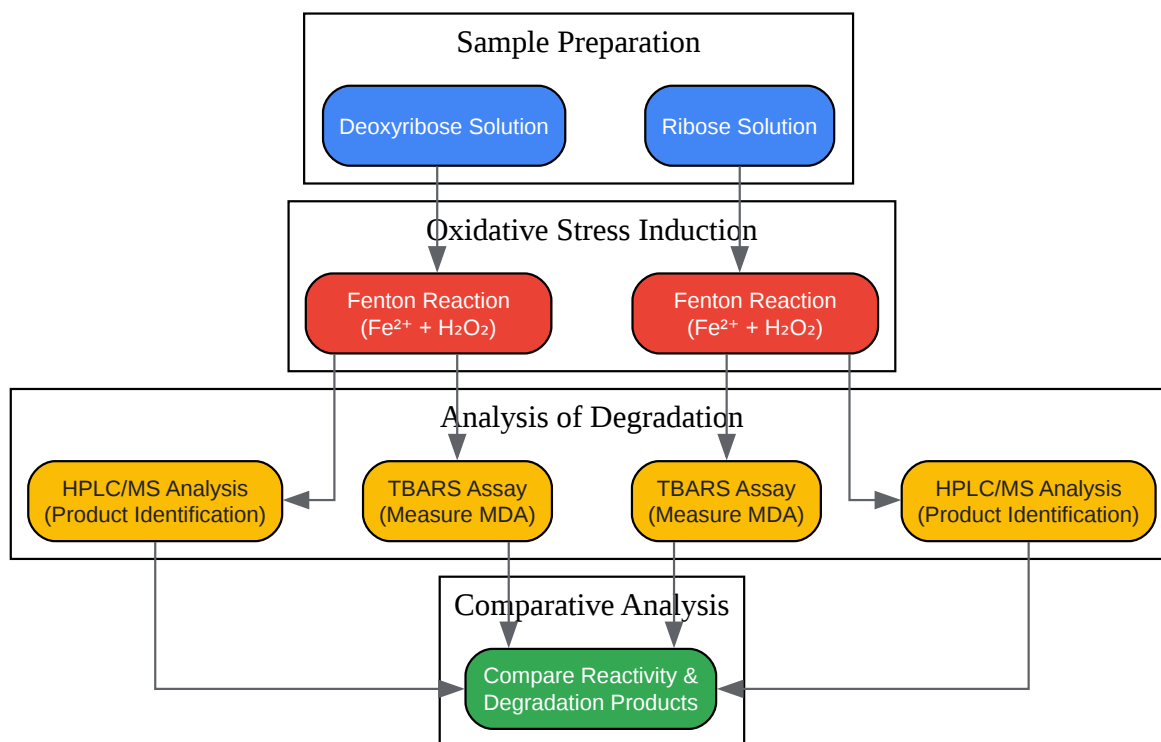 Sample Preparation
Deoxyribose Solution
Ribose Solution
Oxidative Stress Induction
Fenton Reaction
(Fe²⁺ + H₂O₂)
Fenton Reaction
(Fe²⁺ + H₂O₂)
Analysis of Degradation
HPLC/MS Analysis
(Product Identification)
TBARS Assay
(Measure MDA)
TBARS Assay
(Measure MDA)
HPLC/MS Analysis
(Product Identification)
Comparative Analysis
Compare Reactivity &
Degradation Products